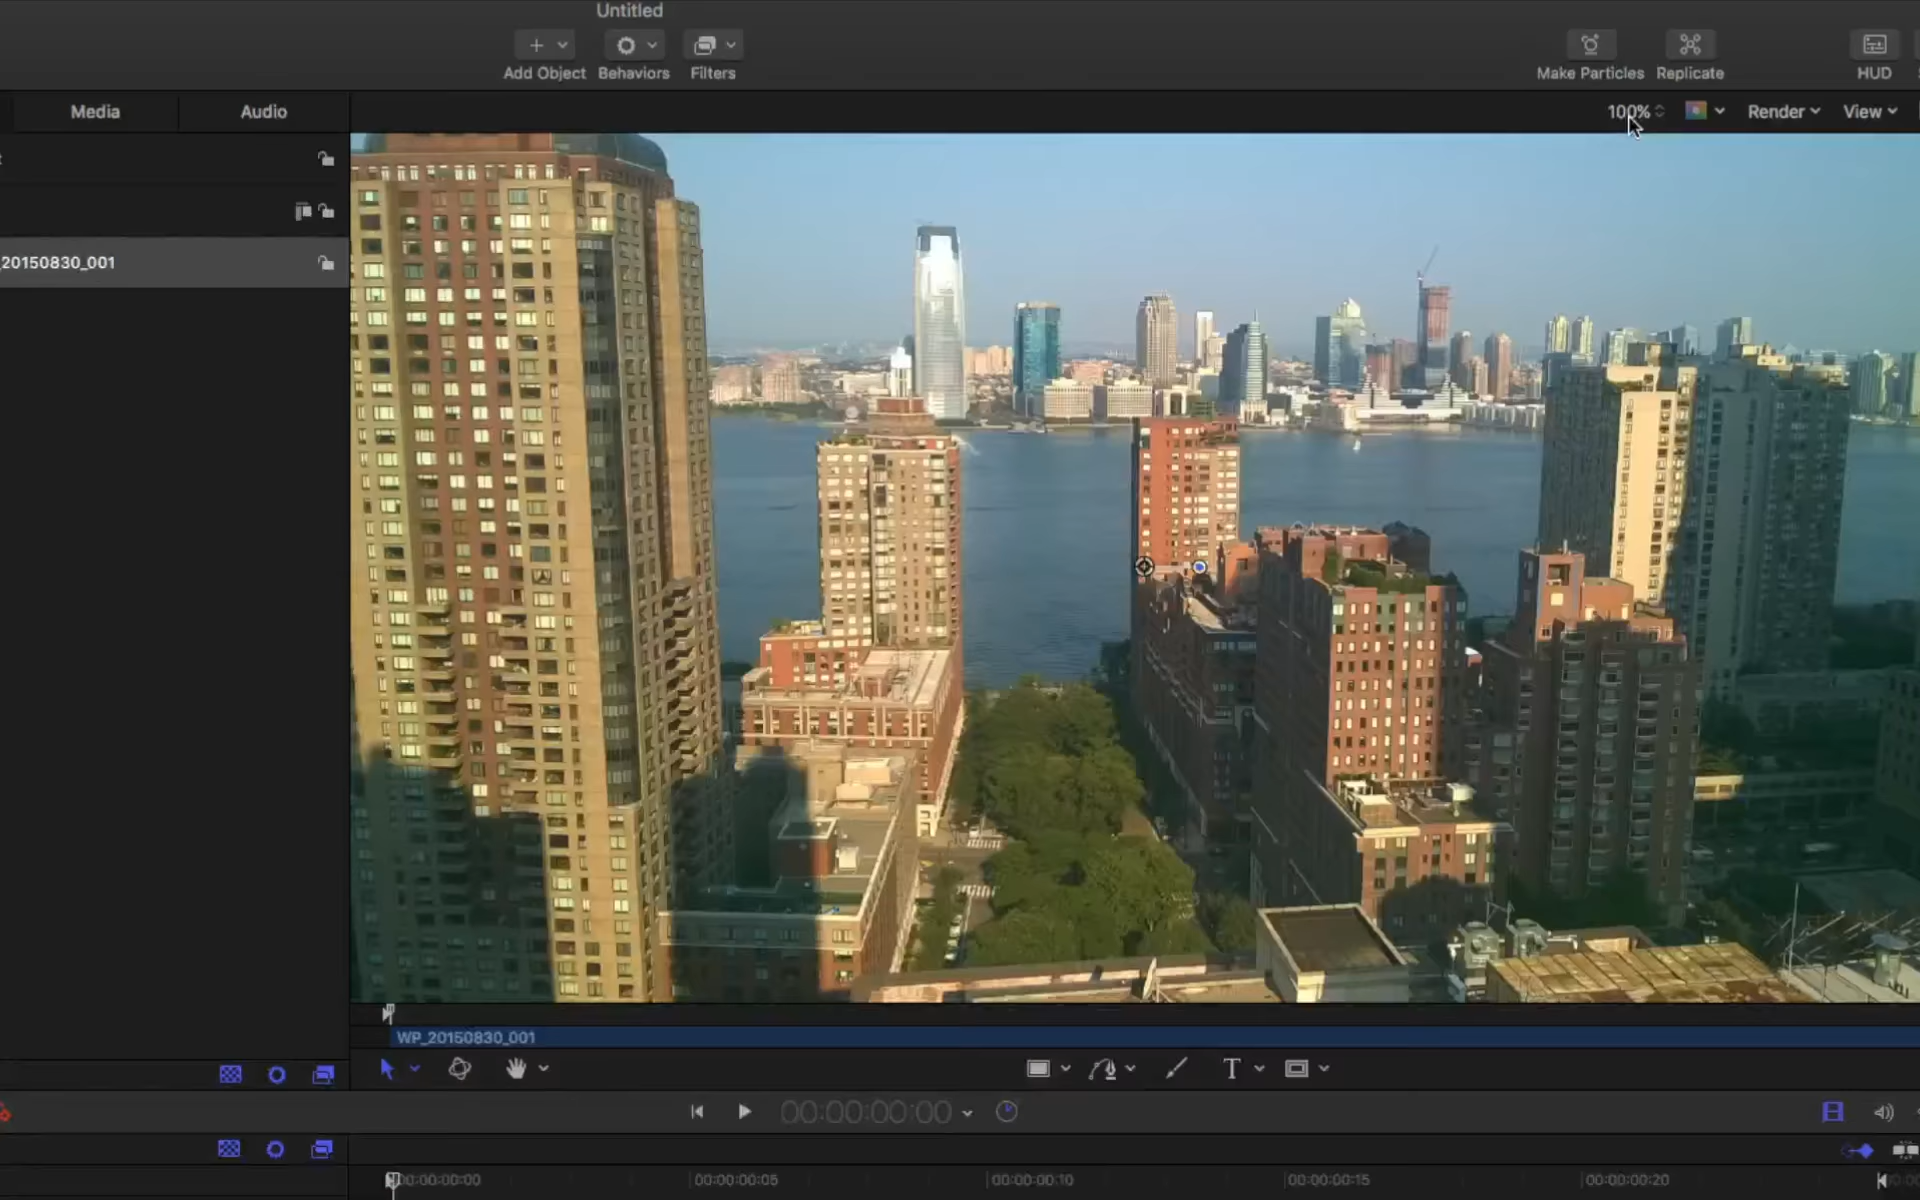 Untitled
Add Object
Behaviors
Filters
Make Particles
Replicate
HUD
Media
Audio
100%
Render
View
_20150830_001
WP_20150830_001
T
00:00:00:00
00:00:00:00
00:00:00:05
00:00:00:10
00:00:00:15
00:00:00:20